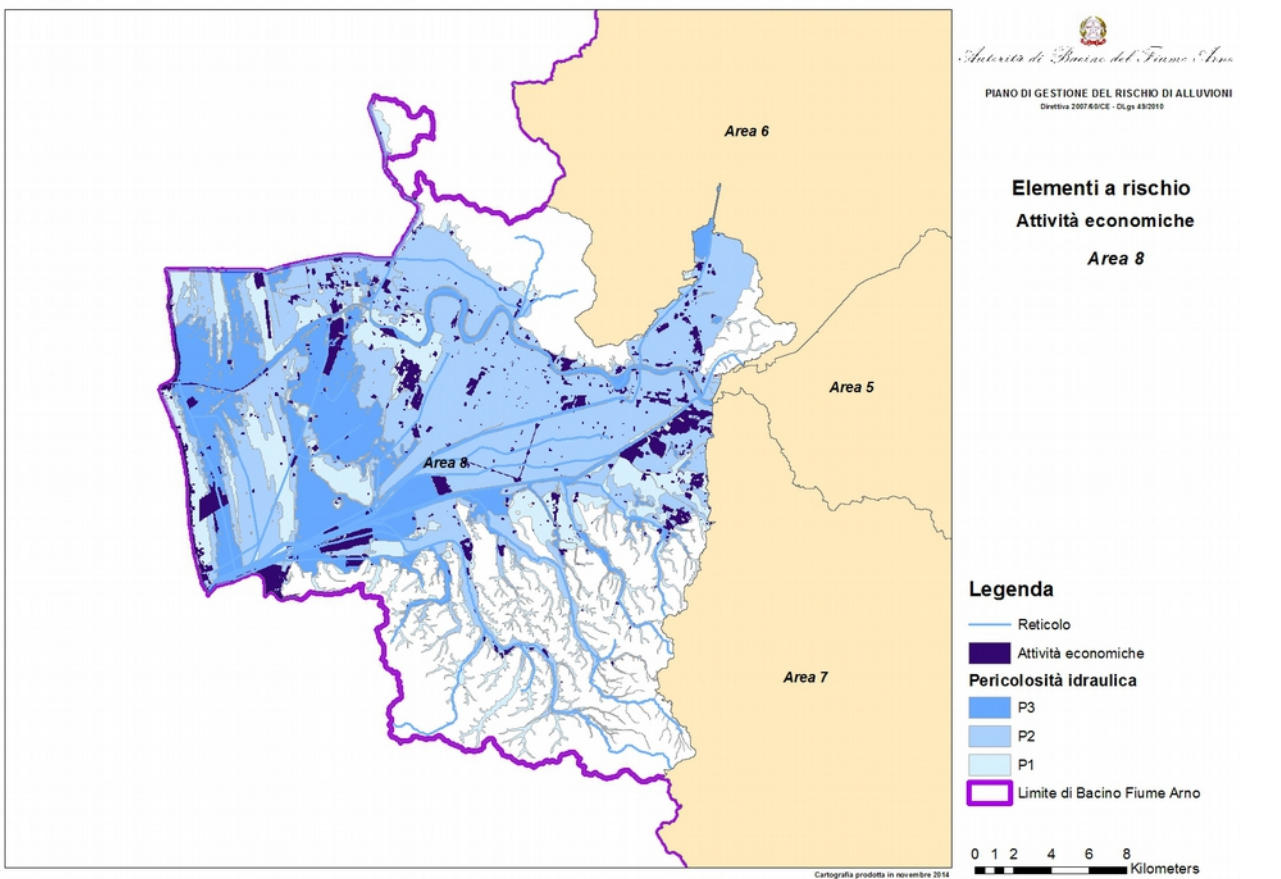 Autorità di Bacino del Fiume Arno
PIANO DI GESTIONE DEL RISCHIO DI ALLUVIONI
Direttiva 2007/60/CE - DLgs 49/2010
Elementi a rischio
Attività economiche
Area 8
Area 6
Area 5
Area 8
Area 7
Legenda
Reticolo
Attività economiche
Pericolosità idraulica
P3
P2
P1
Limite di Bacino Fiume Arno
0 1 2 4 6 8
Kilometers
Cartografia prodotta in novembre 2014